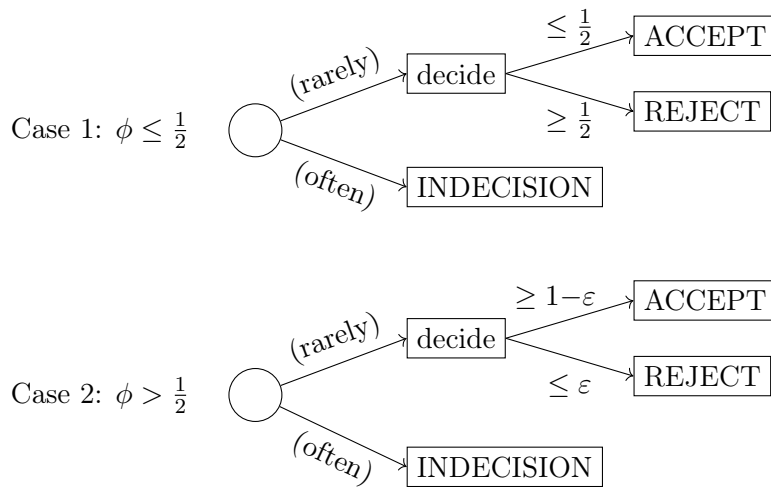 ≤ 1/2
ACCEPT
(rarely)
decide
Case 1: ϕ ≤ 1/2
≥ 1/2
REJECT
(often)
INDECISION
≥ 1−ε
ACCEPT
(rarely)
decide
Case 2: ϕ > 1/2
≤ ε
REJECT
(often)
INDECISION